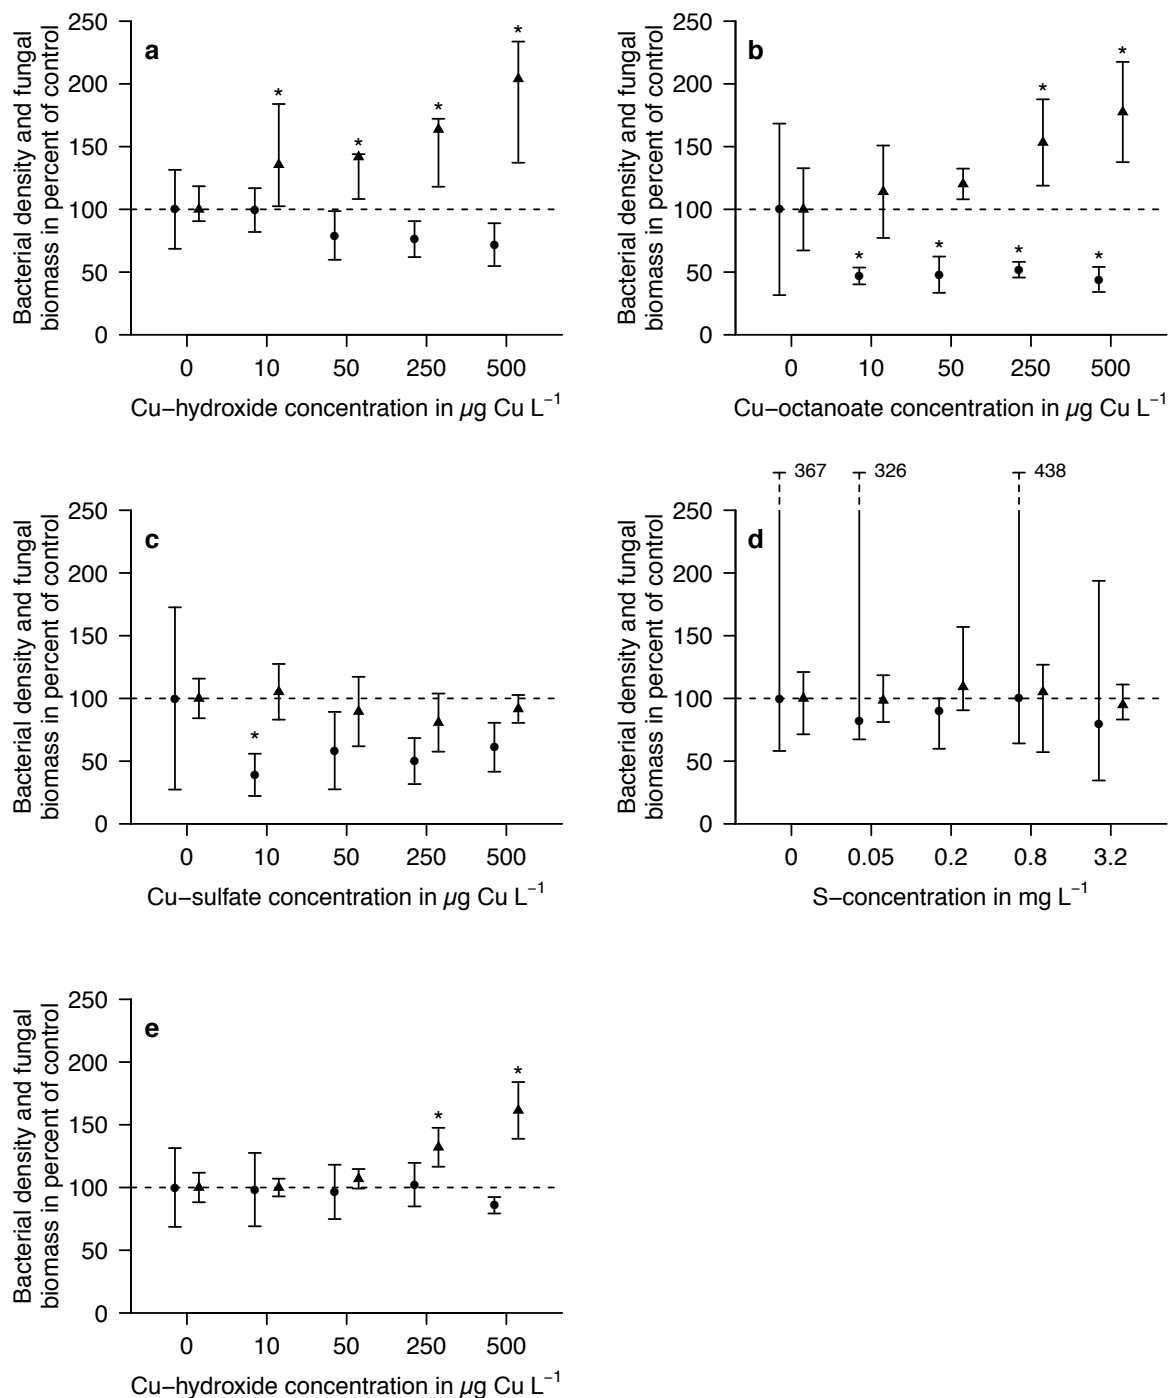 Bacterial density and fungal
biomass in percent of control
250
200
150
100
50
0
a
*
*
*
*
0 10 50 250 500
Cu−hydroxide concentration in µg Cu L−1
Bacterial density and fungal
biomass in percent of control
250
200
150
100
50
0
b
*
*
*
*
*
*
0 10 50 250 500
Cu−octanoate concentration in µg Cu L−1
Bacterial density and fungal
biomass in percent of control
250
200
150
100
50
0
c
*
0 10 50 250 500
Cu−sulfate concentration in µg Cu L−1
Bacterial density and fungal
biomass in percent of control
367 326 438
250
200
150
100
50
0
d
0 0.05 0.2 0.8 3.2
S−concentration in mg L−1
Bacterial density and fungal
biomass in percent of control
250
200
150
100
50
0
e
*
*
0 10 50 250 500
Cu−hydroxide concentration in µg Cu L−1